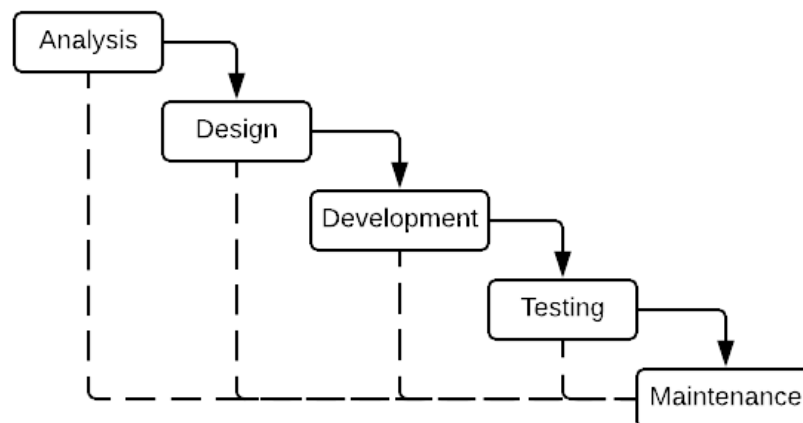 Analysis
Design
Development
Testing
Maintenance